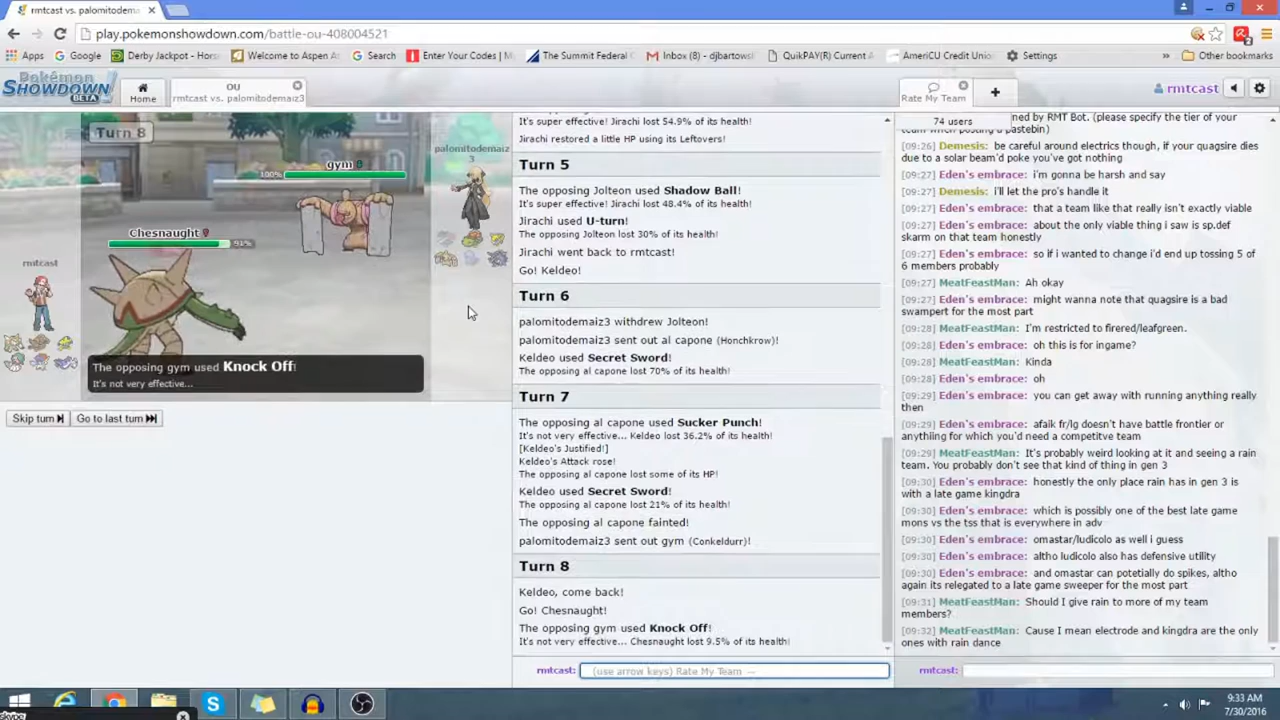 rmtcast vs. palomitodema
play.pokemonshowdown.com/battle-ou-408004521
Apps
Google
Derby Jackpot - Hors
Welcome to Aspen A
Search
Enter Your Codes | M
The Summit Federal C
Inbox (8) - djbartowsl
QuikPAY(R) Current A
AmeriCU Credit Unio
Settings
»
Other bookmarks
Pokémon
SHOWDOWN
BETA
Home
OU
rmtcast vs. palomitodemaiz3
Rate My Team
rmtcast
Turn 8
palomitodemaiz
3
gym
100%
Chesnaught
91%
rmtcast
The opposing gym used Knock Off!
It's not very effective...
Skip turn
Go to last turn
It's super effective! Jirachi lost 54.9% of its health!
Jirachi restored a little HP using its Leftovers!
Turn 5
The opposing Jolteon used Shadow Ball!
It's super effective! Jirachi lost 48.4% of its health!
Jirachi used U-turn!
The opposing Jolteon lost 30% of its health!
Jirachi went back to rmtcast!
Go! Keldeo!
Turn 6
palomitodemaiz3 withdrew Jolteon!
palomitodemaiz3 sent out al capone (Honchkrow)!
Keldeo used Secret Sword!
The opposing al capone lost 70% of its health!
Turn 7
The opposing al capone used Sucker Punch!
It's not very effective... Keldeo lost 36.2% of its health!
[Keldeo's Justified!]
Keldeo's Attack rose!
The opposing al capone lost some of its HP!
Keldeo used Secret Sword!
The opposing al capone lost 21% of its health!
The opposing al capone fainted!
palomitodemaiz3 sent out gym (Conkeldurr)!
Turn 8
Keldeo, come back!
Go! Chesnaught!
The opposing gym used Knock Off!
It's not very effective... Chesnaught lost 9.5% of its health!
rmtcast: (use arrow keys) Rate My Team →
74 users
ned by RMT Bot. (please specify the tier of your
team when posting a pastebin)
[09:26] Demesis: be careful around electrics though, if your quagsire dies
due to a solar beam'd poke you've got nothing
[09:27] Eden's embrace: i'm gonna be harsh and say
[09:27] Demesis: i'll let the pro's handle it
[09:27] Eden's embrace: that a team like that really isn't exactly viable
[09:27] Eden's embrace: about the only viable thing i saw is sp.def
skarm on that team honestly
[09:27] Eden's embrace: so if i wanted to change i'd end up tossing 5 of
6 members probably
[09:27] MeatFeastMan: Ah okay
[09:27] Eden's embrace: might wanna note that quagsire is a bad
swampert for the most part
[09:28] MeatFeastMan: I'm restricted to firered/leafgreen.
[09:28] Eden's embrace: oh this is for ingame?
[09:28] MeatFeastMan: Kinda
[09:28] Eden's embrace: oh
[09:29] Eden's embrace: you can get away with running anything really
then
[09:29] Eden's embrace: afaik fr/lg doesn't have battle frontier or
anythiing for which you'd need a competitve team
[09:29] MeatFeastMan: It's probably weird looking at it and seeing a rain
team. You probably don't see that kind of thing in gen 3
[09:30] Eden's embrace: honestly the only place rain has in gen 3 is
with a late game kingdra
[09:30] Eden's embrace: which is possibly one of the best late game
mons vs the tss that is everywhere in adv
[09:30] Eden's embrace: omastar/ludicolo as well i guess
[09:30] Eden's embrace: altho ludicolo also has defensive utility
[09:30] Eden's embrace: and omastar can potetially do spikes, altho
again its relegated to a late game sweeper for the most part
[09:31] MeatFeastMan: Should I give rain to more of my team
members?
[09:32] MeatFeastMan: Cause I mean electrode and kingdra are the only
ones with rain dance
rmtcast:
skype
9:33 AM
7/30/2016